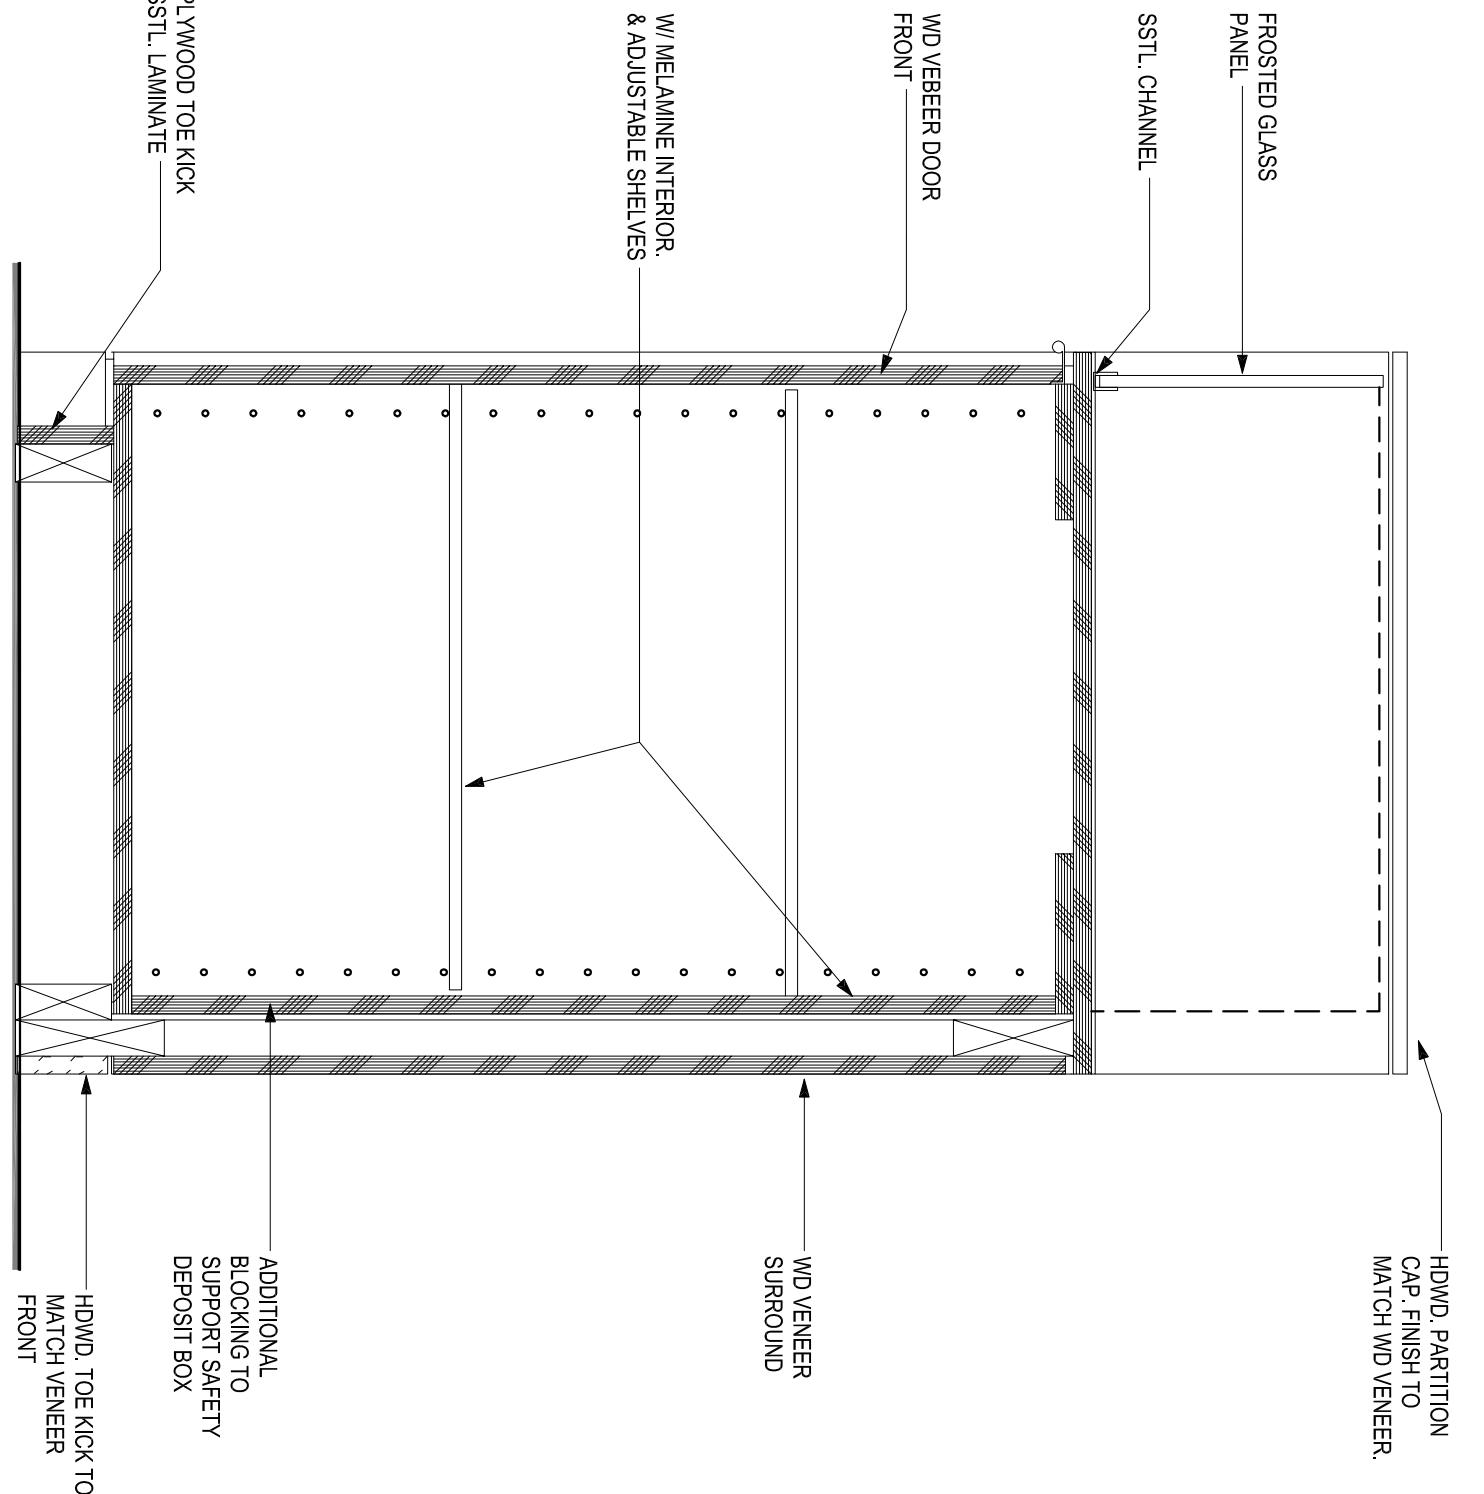 FROSTED GLASS
PANEL
SSTL. CHANNEL
WD VEBEER DOOR
FRONT
W/ MELAMINE INTERIOR.
& ADJUSTABLE SHELVES
PLYWOOD TOE KICK
SSTL. LAMINATE
HDWD. PARTITION
CAP. FINISH TO
MATCH WD VENEER.
WD VENEER
SURROUND
ADDITIONAL
BLOCKING TO
SUPPORT SAFETY
DEPOSIT BOX
HDWD. TOE KICK TO
MATCH VENEER
FRONT